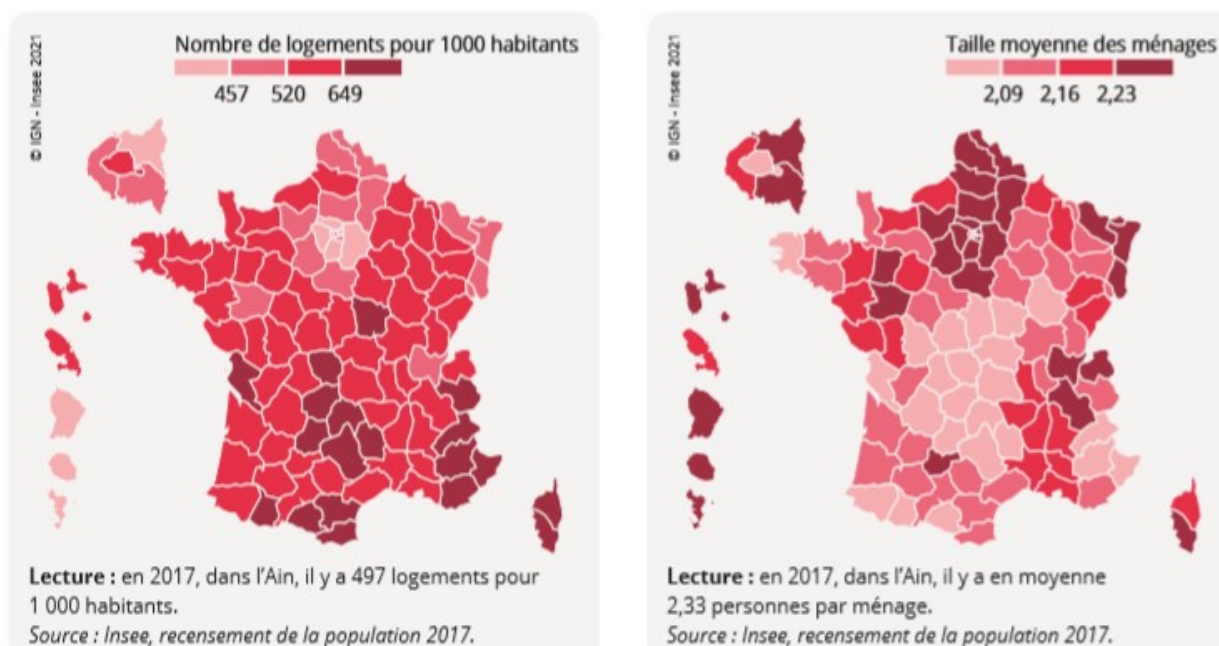 © IGN - Insee 2021
Nombre de logements pour 1000 habitants
457 520 649
Lecture : en 2017, dans l’Ain, il y a 497 logements pour
1 000 habitants.
Source : Insee, recensement de la population 2017.
© IGN - Insee 2021
Taille moyenne des ménages
2,09 2,16 2,23
Lecture : en 2017, dans l’Ain, il y a en moyenne
2,33 personnes par ménage.
Source : Insee, recensement de la population 2017.